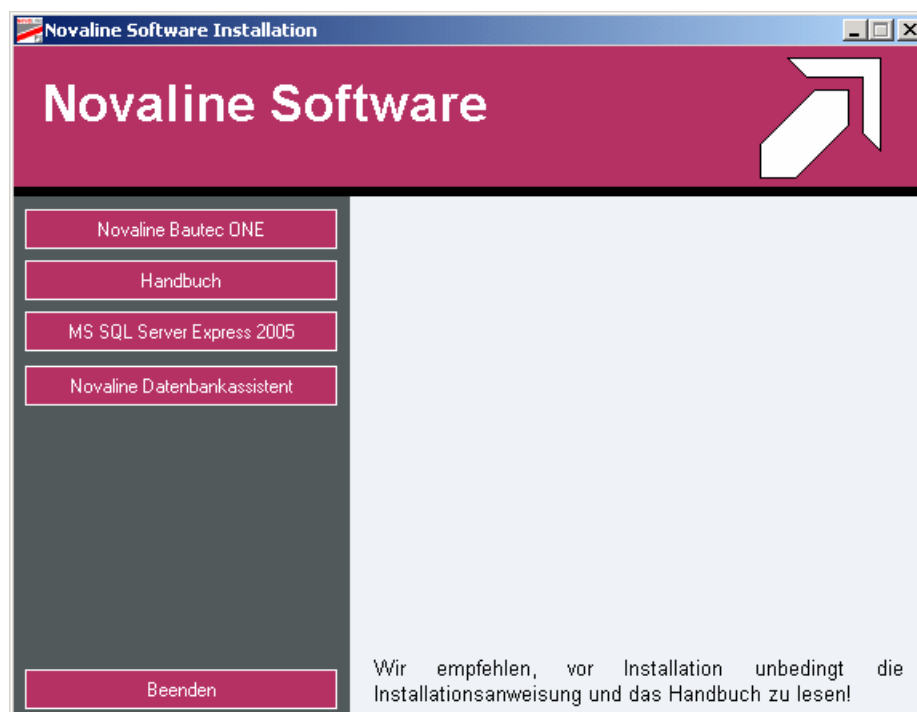 Novaline Software Installation
Novaline Software
Novaline Bautec ONE
Handbuch
MS SQL Server Express 2005
Novaline Datenbankassistent
Beenden
Wir empfehlen, vor Installation unbedingt die
Installationsanweisung und das Handbuch zu lesen!